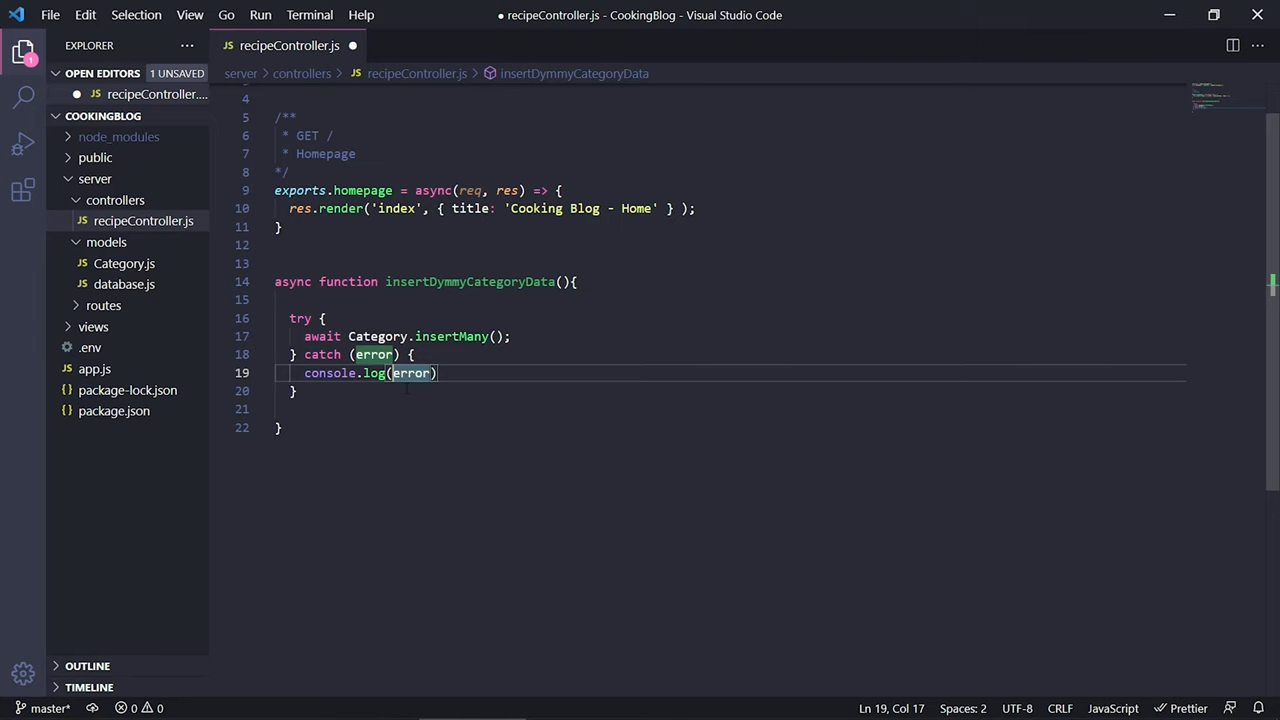 File Edit Selection View Go Run Terminal Help
● recipeController.js - CookingBlog - Visual Studio Code
EXPLORER
OPEN EDITORS 1 UNSAVED
JS recipeController....
COOKINGBLOG
node_modules
public
server
controllers
JS recipeController.js
models
JS Category.js
JS database.js
routes
views
.env
JS app.js
{} package-lock.json
{} package.json
OUTLINE
TIMELINE
1
JS recipeController.js
server > controllers > JS recipeController.js > insertDymmyCategoryData
4
5 /**
6 * GET /
7 * Homepage
8 */
9 exports.homepage = async(req, res) => {
10 res.render('index', { title: 'Cooking Blog - Home' } );
11 }
12
13
14 async function insertDymmyCategoryData(){
15
16 try {
17 await Category.insertMany();
18 } catch (error) {
19 console.log(error)
20 }
21
22 }
master* 0 0 Ln 19, Col 17 Spaces: 2 UTF-8 CRLF JavaScript Prettier